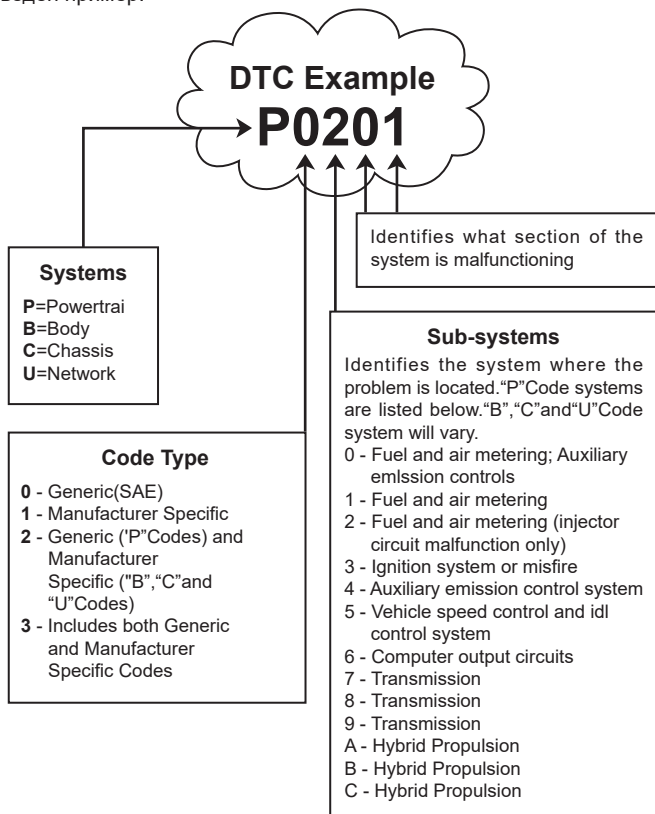 DTC Example
P0201
Identifies what section of the
system is malfunctioning
Systems
P=Powertrai
B=Body
C=Chassis
U=Network
Sub-systems
Identifies the system where the
problem is located.“P”Code systems
are listed below.“B”,“C”and“U”Code
system will vary.
0 - Fuel and air metering; Auxiliary
emlssion controls
1 - Fuel and air metering
2 - Fuel and air metering (injector
circuit malfunction only)
3 - Ignition system or misfire
4 - Auxiliary emission control system
5 - Vehicle speed control and idl
control system
6 - Computer output circuits
7 - Transmission
8 - Transmission
9 - Transmission
A - Hybrid Propulsion
B - Hybrid Propulsion
C - Hybrid Propulsion
Code Type
0 - Generic(SAE)
1 - Manufacturer Specific
2 - Generic ('P”Codes) and
Manufacturer
Specific ("B”,“C”and
“U”Codes)
3 - Includes both Generic
and Manufacturer
Specific Codes